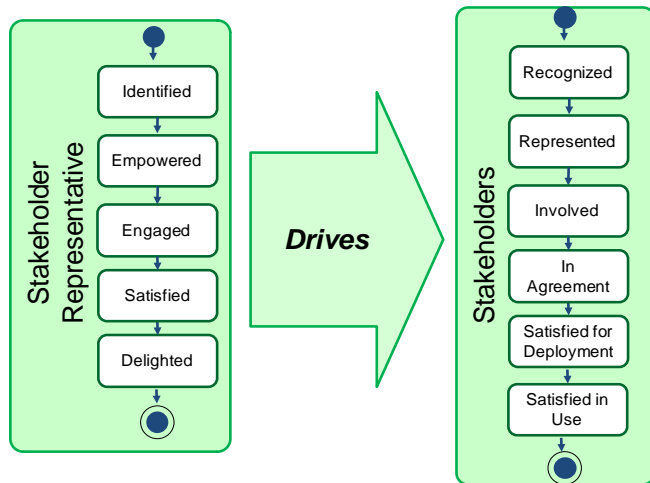 Stakeholder
Representative
Identified
Empowered
Engaged
Satisfied
Delighted
Drives
Stakeholders
Recognized
Represented
Involved
In
Agreement
Satisfied for
Deployment
Satisfied in
Use